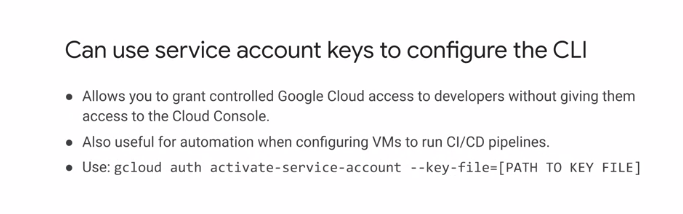 Can use service account keys to configure the CLI
● Allows you to grant controlled Google Cloud access to developers without giving them
access to the Cloud Console.
● Also useful for automation when configuring VMs to run CI/CD pipelines.
● Use: gcloud auth activate-service-account --key-file=[PATH TO KEY FILE]